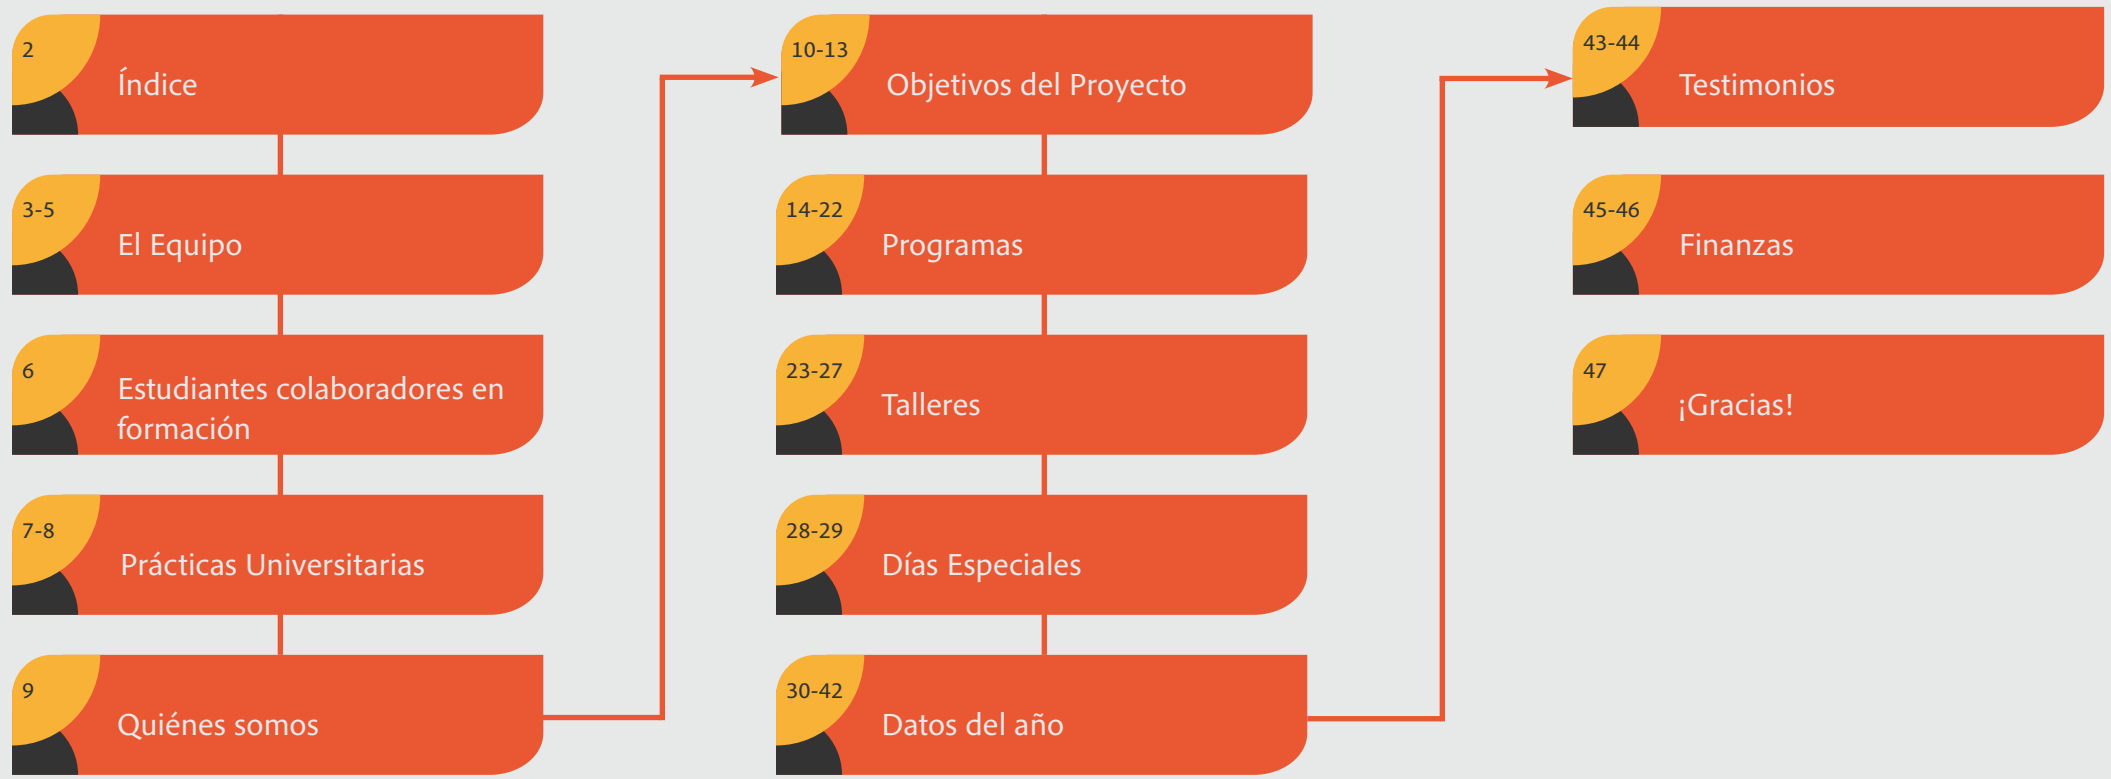 2
Índice
3-5
El Equipo
6
Estudiantes colaboradores en
formación
7-8
Prácticas Universitarias
9
Quiénes somos
10-13
Objetivos del Proyecto
14-22
Programas
23-27
Talleres
28-29
Días Especiales
30-42
Datos del año
43-44
Testimonios
45-46
Finanzas
47
¡Gracias!